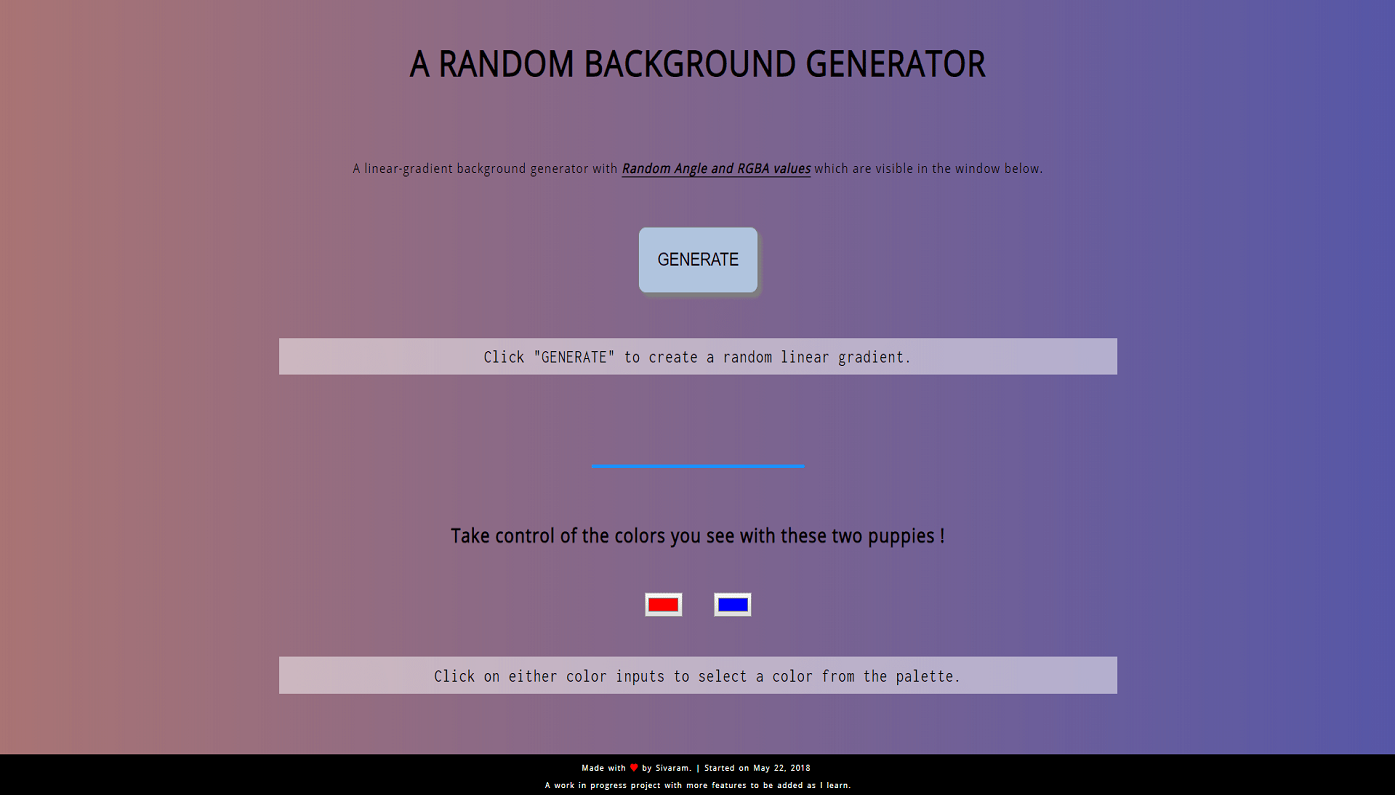 A RANDOM BACKGROUND GENERATOR
A linear-gradient background generator with Random Angle and RGBA values which are visible in the window below.
GENERATE
Click "GENERATE" to create a random linear gradient.
Take control of the colors you see with these two puppies !
Click on either color inputs to select a color from the palette.
Made with ♥ by Sivaram. | Started on May 22, 2018
A work in progress project with more features to be added as I learn.